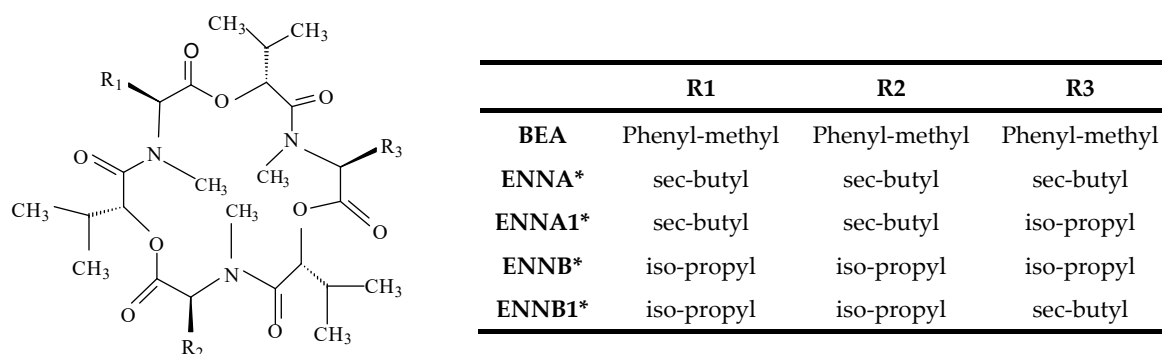 CH₃ CH₃
O
R₁
O
O
N
R₃
O N
CH₃
CH₃
CH₃
H₃C
O
O
O
CH₃ O
N
CH₃
O
CH₃
R₂ O
R1 R2 R3
BEA Phenyl-methyl Phenyl-methyl Phenyl-methyl
ENNA* sec-butyl sec-butyl sec-butyl
ENNA1* sec-butyl sec-butyl iso-propyl
ENNB* iso-propyl iso-propyl iso-propyl
ENNB1* iso-propyl iso-propyl sec-butyl